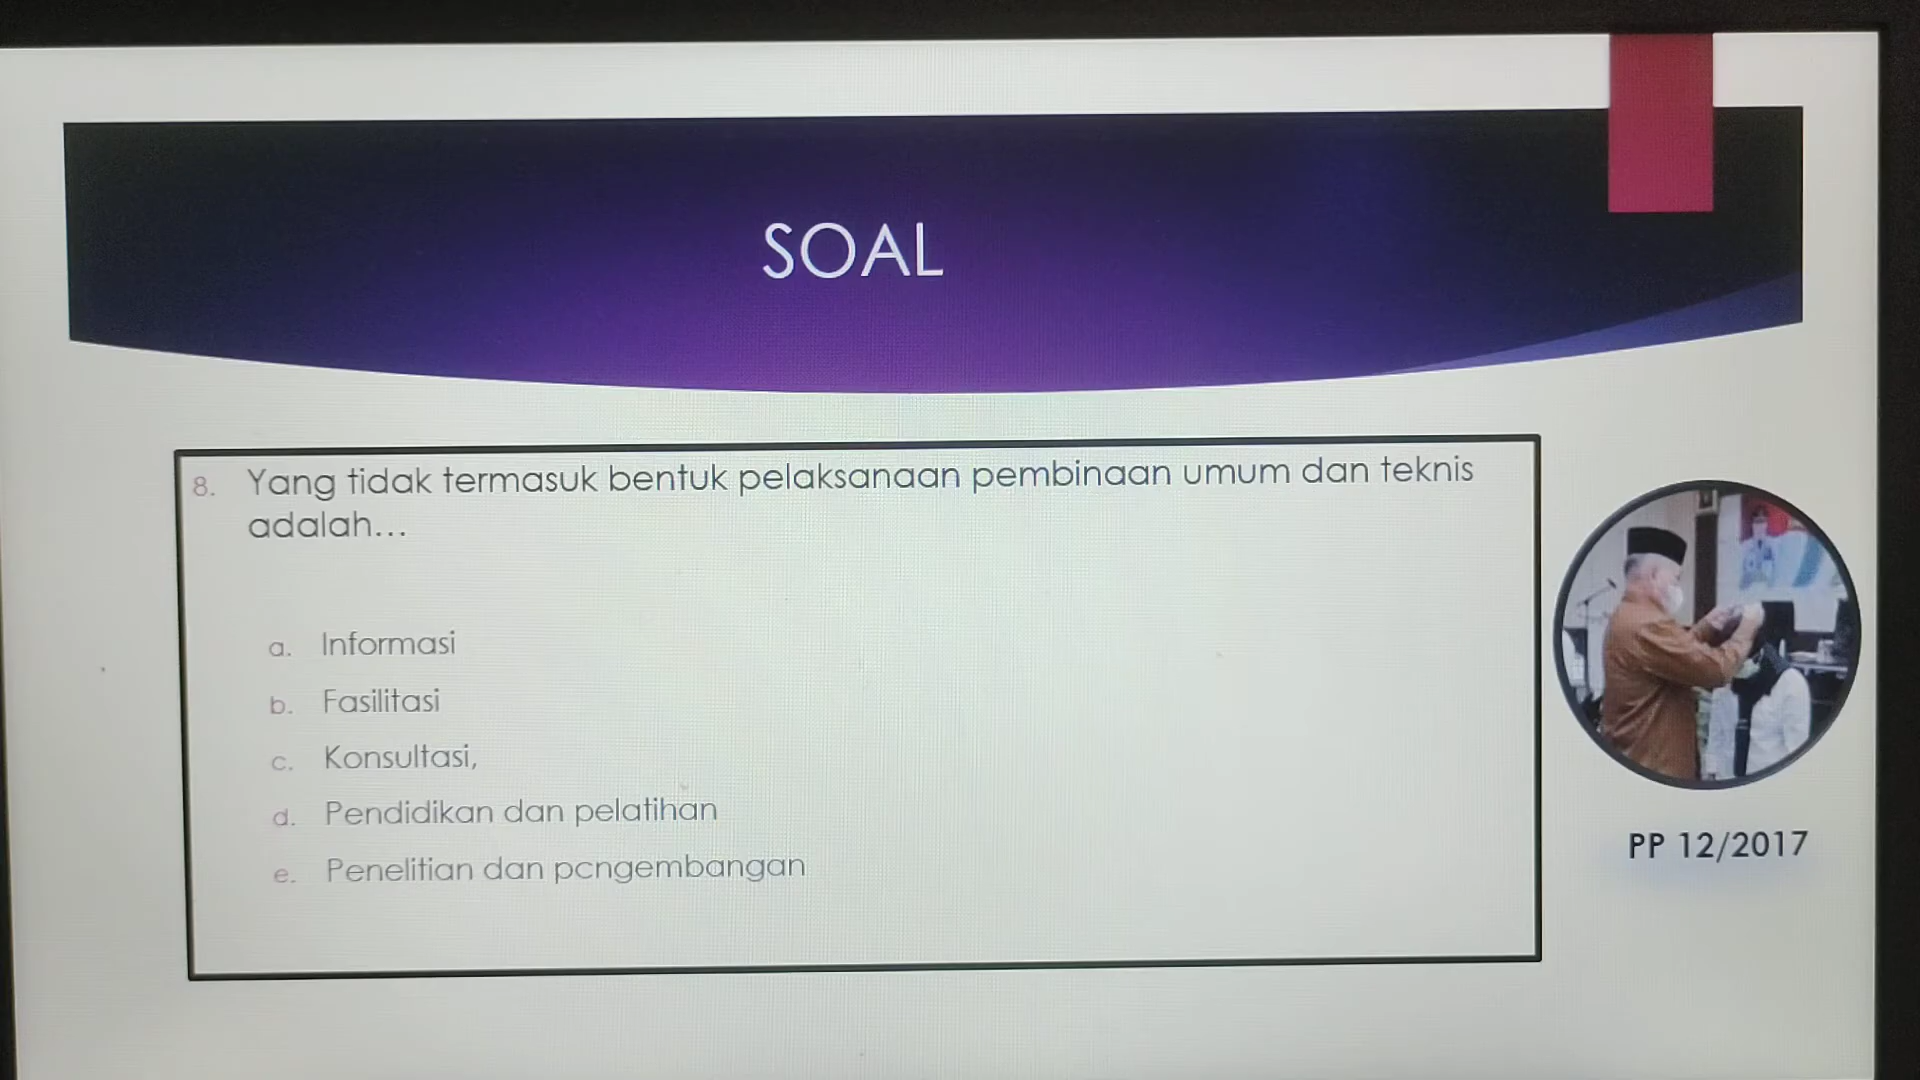 SOAL
8. Yang tidak termasuk bentuk pelaksanaan pembinaan umum dan teknis
adalah...
a. Informasi
b. Fasilitasi
c. Konsultasi,
d. Pendidikan dan pelatihan
e. Penelitian dan pcngembangan
PP 12/2017